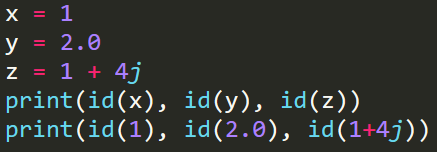 x = 1
y = 2.0
z = 1 + 4j
print(id(x), id(y), id(z))
print(id(1), id(2.0), id(1+4j))